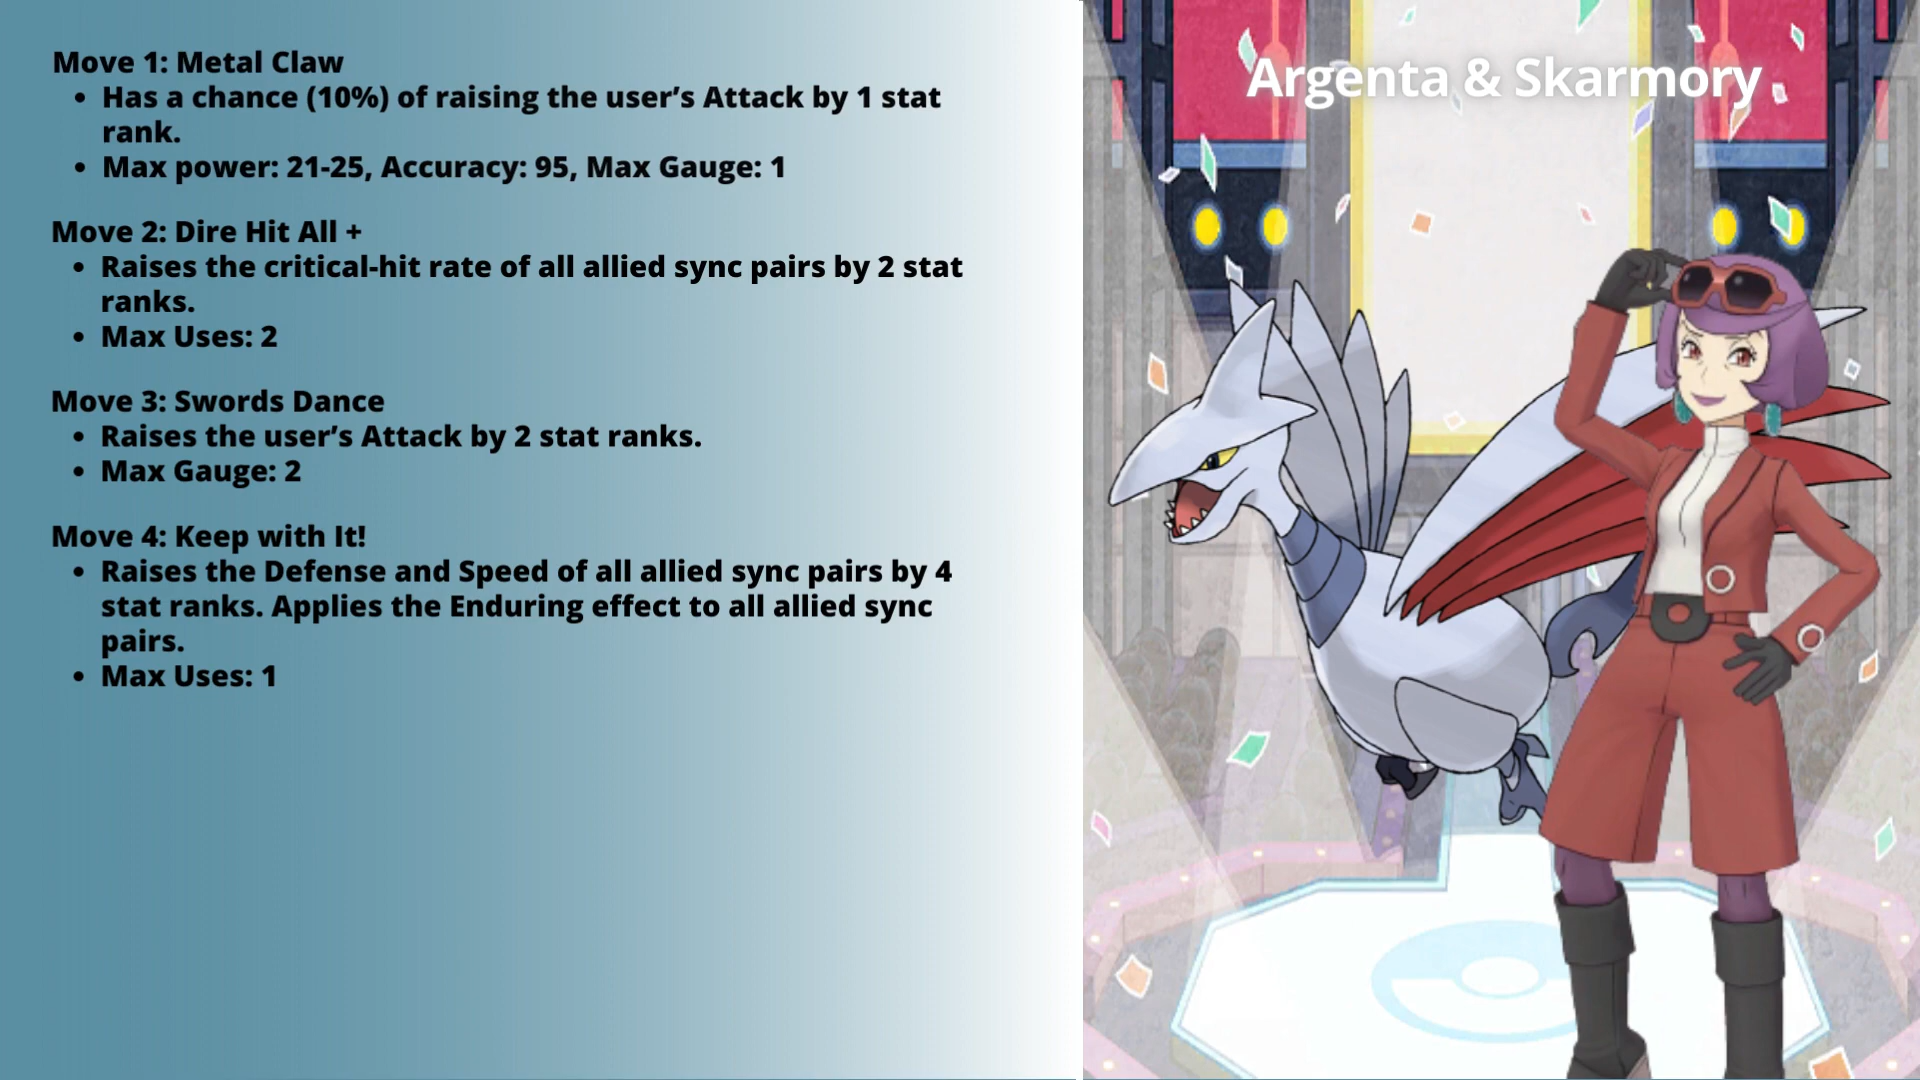 Move 1: Metal Claw
• Has a chance (10%) of raising the user’s Attack by 1 stat
rank.
• Max power: 21-25, Accuracy: 95, Max Gauge: 1
Move 2: Dire Hit All +
• Raises the critical-hit rate of all allied sync pairs by 2 stat
ranks.
• Max Uses: 2
Move 3: Swords Dance
• Raises the user’s Attack by 2 stat ranks.
• Max Gauge: 2
Move 4: Keep with It!
• Raises the Defense and Speed of all allied sync pairs by 4
stat ranks. Applies the Enduring effect to all allied sync
pairs.
• Max Uses: 1
Argenta & Skarmory